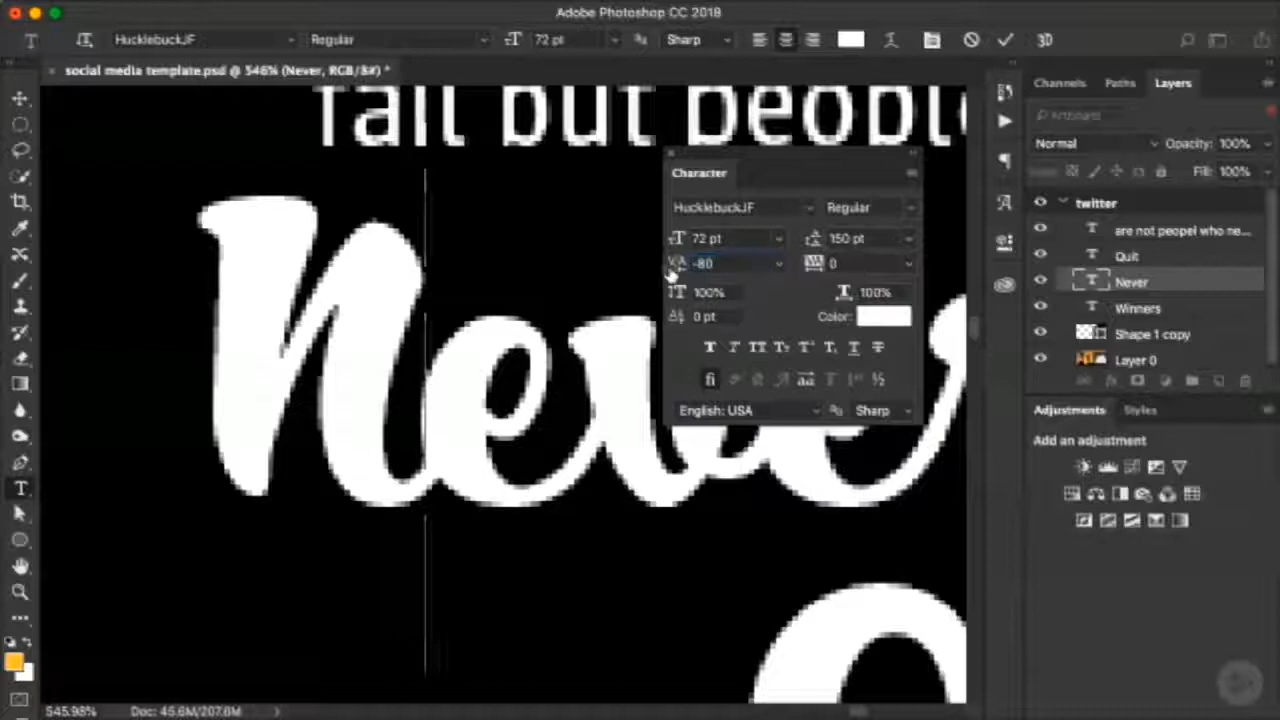 Adobe Photoshop CC 2018
HucklebuckJF Regular 72 pt Sharp 3D
social media template.psd @ 546% (Never, RGB/8#) *
fall but people
Never
Character
HucklebuckJF Regular
72 pt 150 pt
-80 0
100% 100%
0 pt Color:
English: USA Sharp
Channels Paths Layers
Normal Opacity: 100%
Fill: 100%
twitter
are not peopel who ne...
Quit
Never
Winners
Shape 1 copy
Layer 0
Adjustments Styles
Add an adjustment
545.98% Doc: 45.6M/207.6M